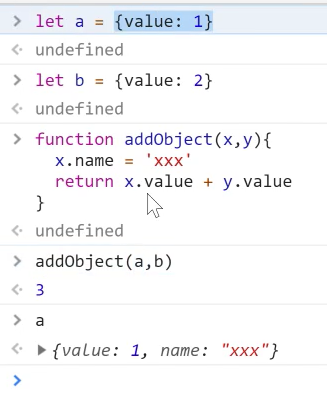 let a = {value: 1}
undefined
let b = {value: 2}
undefined
function addObject(x,y){
  x.name = 'xxx'
  return x.value + y.value
}
undefined
addObject(a,b)
3
a
{value: 1, name: "xxx"}